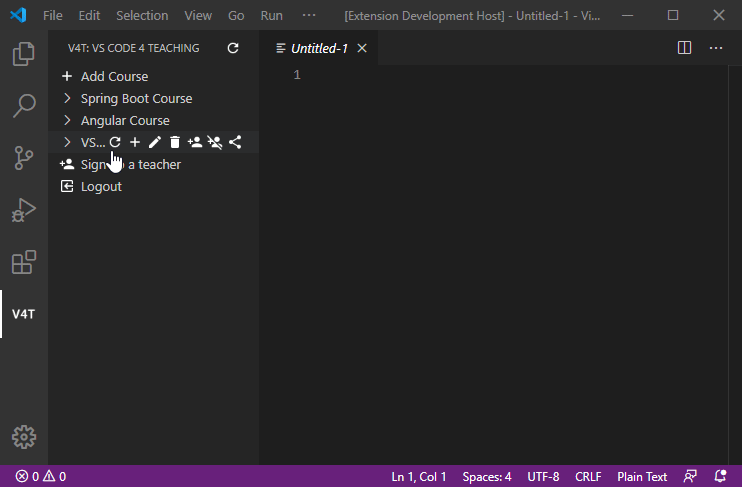 File Edit Selection View Go Run ··· [Extension Development Host] - Untitled-1 - Vi...
V4T: VS CODE 4 TEACHING
Untitled-1
1
Add Course
Spring Boot Course
Angular Course
VS...
a teacher
Logout
V4T
0 0 Ln 1, Col 1 Spaces: 4 UTF-8 CRLF Plain Text